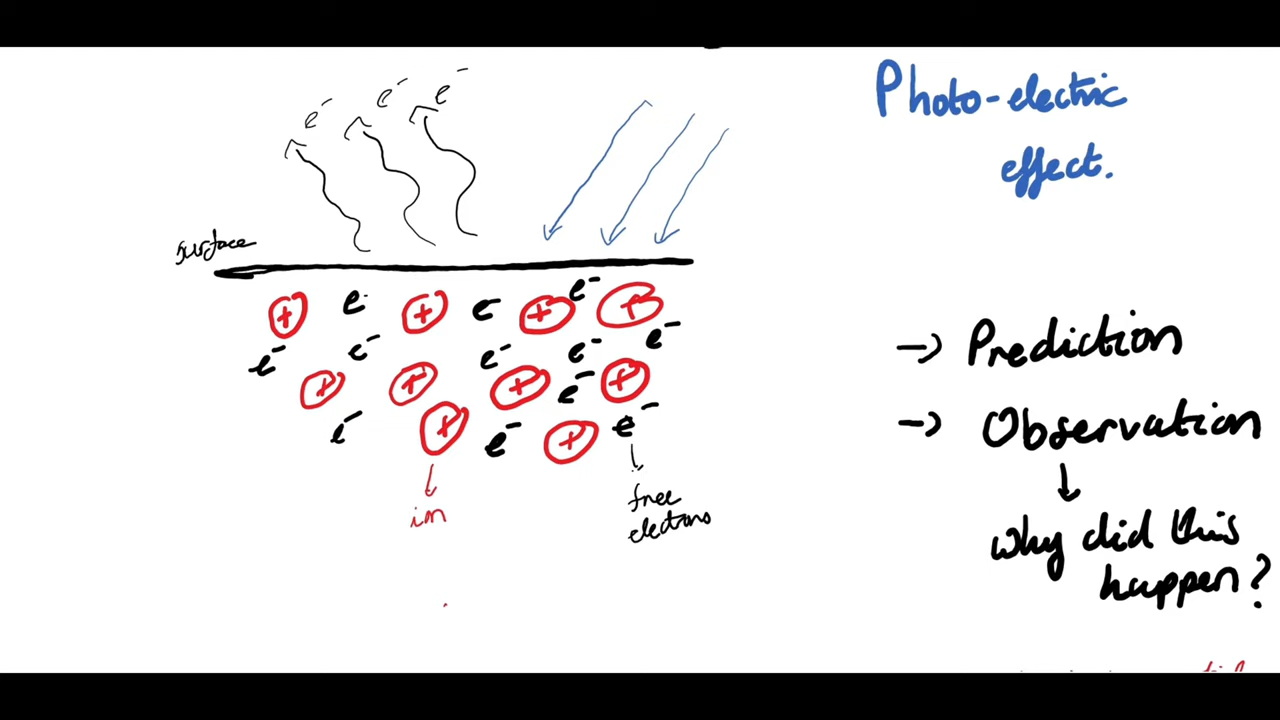 Photo-electric
effect.
e⁻ e⁻ e⁻
surface
+ e⁻ + e⁻ + e⁻ +
e⁻ e⁻ e⁻ e⁻ e⁻
+ + + e⁻ +
e⁻ + e⁻ + e⁻
ion
free
electrons
→ Prediction
→ Observation
↓
why did this
happen?